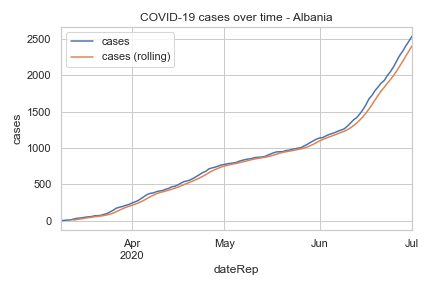 COVID-19 cases over time - Albania
cases
cases (rolling)
2500
2000
1500
1000
500
0
cases
Apr
2020
May
Jun
Jul
dateRep